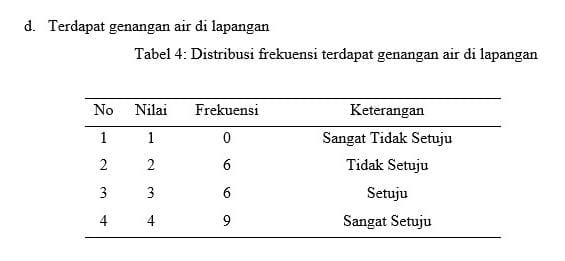 d. Terdapat genangan air di lapangan
Tabel 4: Distribusi frekuensi terdapat genangan air di lapangan
No Nilai Frekuensi Keterangan
1 1 0 Sangat Tidak Setuju
2 2 6 Tidak Setuju
3 3 6 Setuju
4 4 9 Sangat Setuju